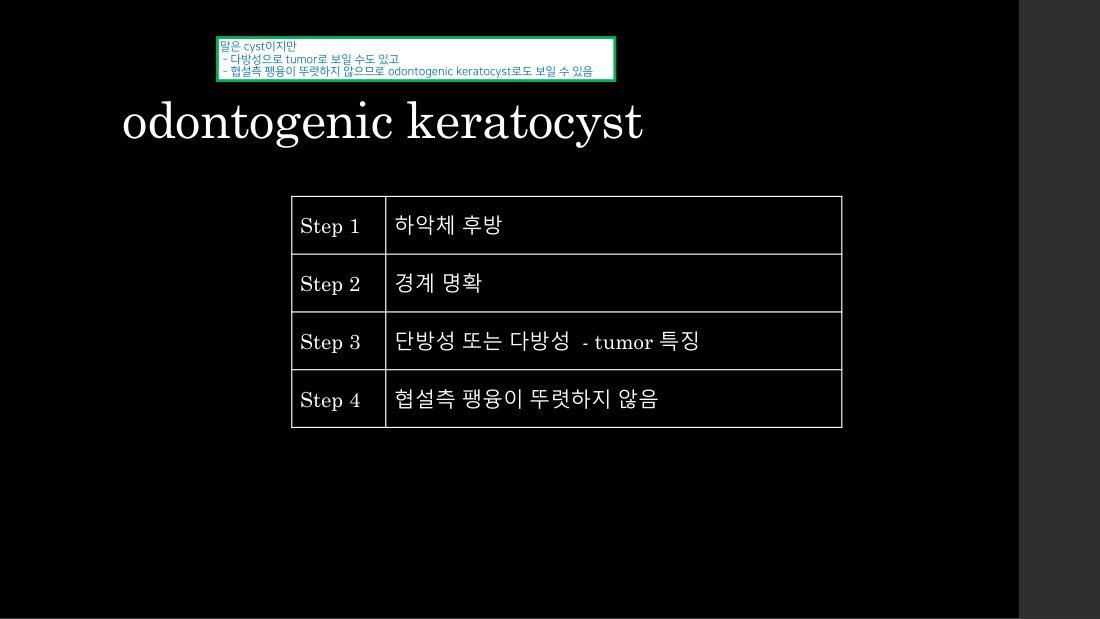 말은 cyst이지만
- 다방성으로 tumor로 보일 수도 있고
- 협설측 팽융이 뚜렷하지 않으므로 odontogenic keratocyst로도 보일 수 있음
odontogenic keratocyst
Step 1 하악체 후방
Step 2 경계 명확
Step 3 단방성 또는 다방성 - tumor 특징
Step 4 협설측 팽융이 뚜렷하지 않음